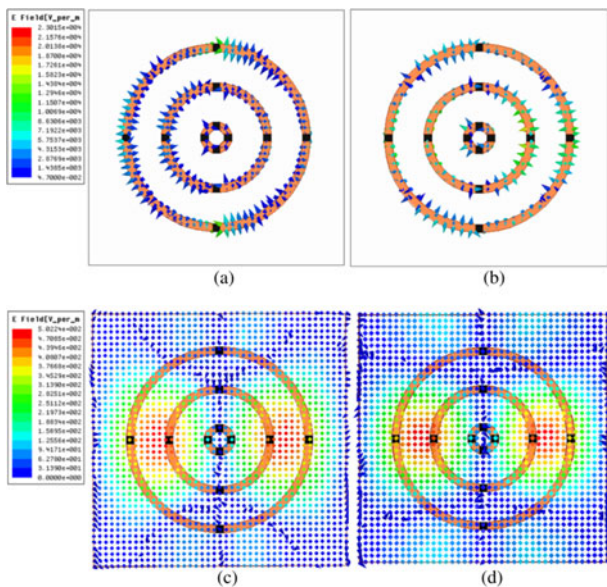 E Field[V_per_m
2.3015e+004
2.1576e+004
2.0138e+004
1.8700e+004
1.7261e+004
1.5823e+004
1.4384e+004
1.2946e+004
1.1507e+004
1.0069e+004
8.6306e+003
7.1922e+003
5.7537e+003
4.3153e+003
2.8769e+003
1.4385e+003
4.7000e-002
(a)
(b)
E Field[V_per_m
5.0224e+002
4.7085e+002
4.3946e+002
4.0807e+002
3.7668e+002
3.4529e+002
3.1390e+002
2.8251e+002
2.5112e+002
2.1973e+002
1.8834e+002
1.5695e+002
1.2556e+002
9.4171e+001
6.2780e+001
3.1390e+001
0.0000e+000
(c)
(d)